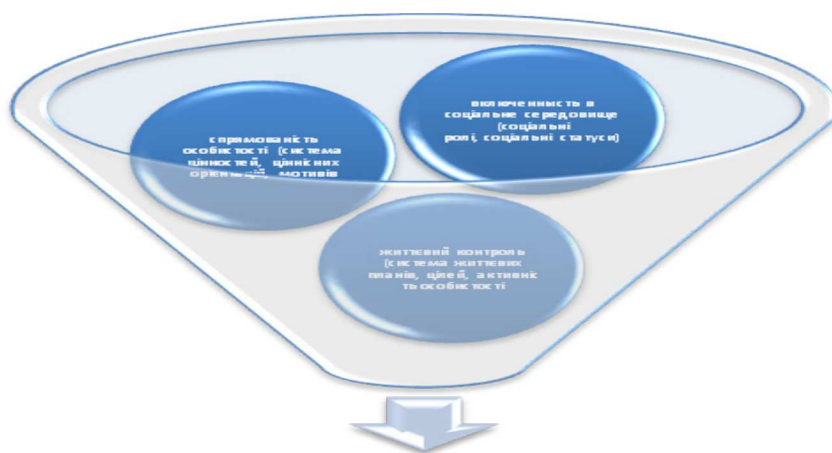 спрямованість
особистості (система
цінностей, ціннісних
орієнтацій, мотивів
включенность в
соціальне середовище
(соціальні
ролі, соціальні статуси)
життєвий контроль
(система життєвих
планів, цілей, активніс
ть особистості